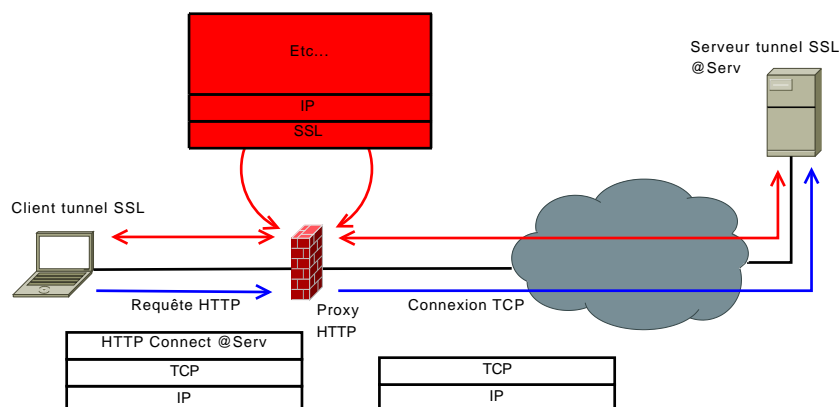 Etc...
IP
SSL
Serveur tunnel SSL
@Serv
Client tunnel SSL
Requête HTTP
Proxy
HTTP
Connexion TCP
HTTP Connect @Serv
TCP
IP
TCP
IP